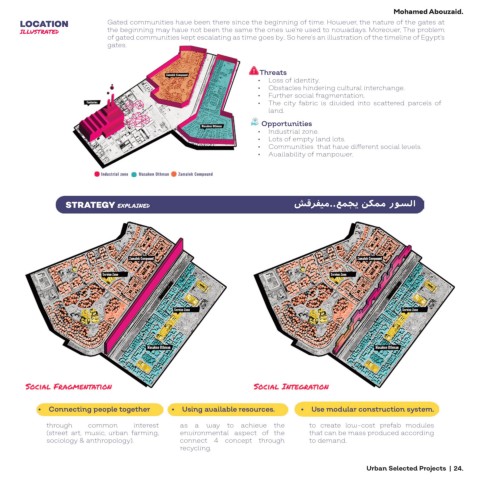 Mohamed Abouzaid.
LOCATION
ILLUSTRATED
Gated communities have been there since the beginning of time. However, the nature of the gates at
the beginning may have not been the same the ones we're used to nowadays. Moreover, The problem
of gated communities kept escalating as time goes by. So here's an illustration of the timeline of Egypt's
gates.
Zamalek Compound
Masaken Othman
Threats
• Loss of identity.
• Obstacles hindering cultural interchange.
• Further social fragmentation.
• The city fabric is divided into scattered parcels of
land.
Opportunities
• Industrial zone.
• Lots of empty land lots.
• Communities that have different social levels.
• Availability of manpower.
Industrial zone Masaken Othman Zamalek Compound
STRATEGY EXPLAINED
السور ممكن يجمع..ميفرقش
Zamalek Compound
Service Zone
Service Zone
Masaken Othman
Zamalek Compound
Service Zone
Service Zone
Masaken Othman
SOCIAL FRAGMENTATION
SOCIAL INTEGRATION
• Connecting people together
through common interest
(street art, music, urban farming,
sociology & anthropology).
• Using available resources.
as a way to achieve the
environmental aspect of the
connect 4 concept through
recycling.
• Use modular construction system.
to create low-cost prefab modules
that can be mass produced according
to demand.
Urban Selected Projects | 24.